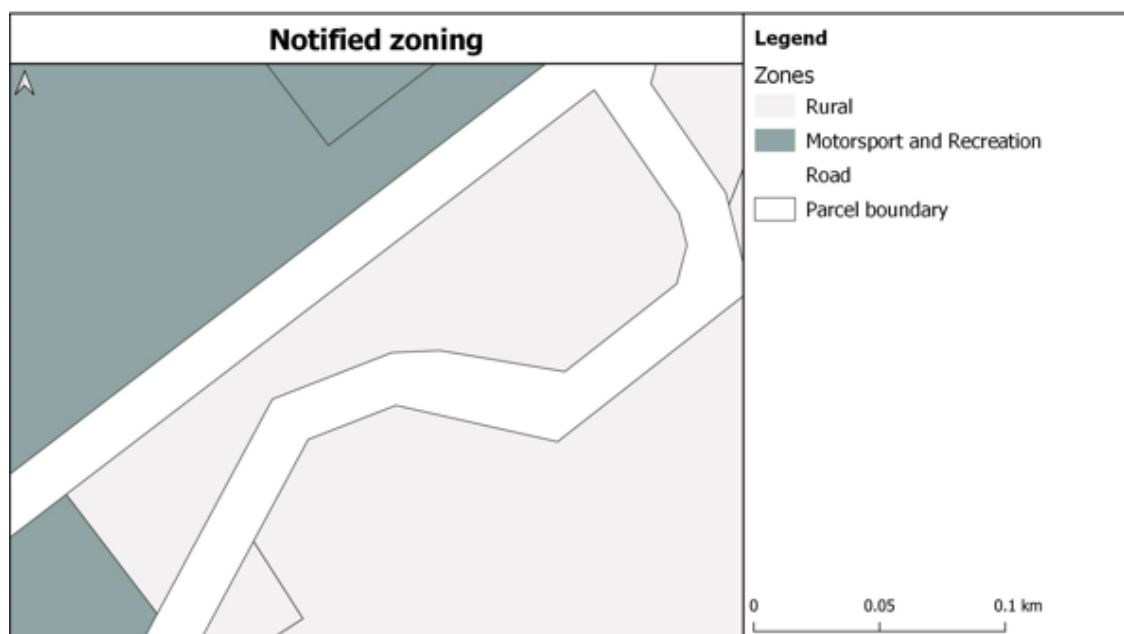 Notified zoning
Legend
Zones
Rural
Motorsport and Recreation
Road
Parcel boundary
0 0.05 0.1 km